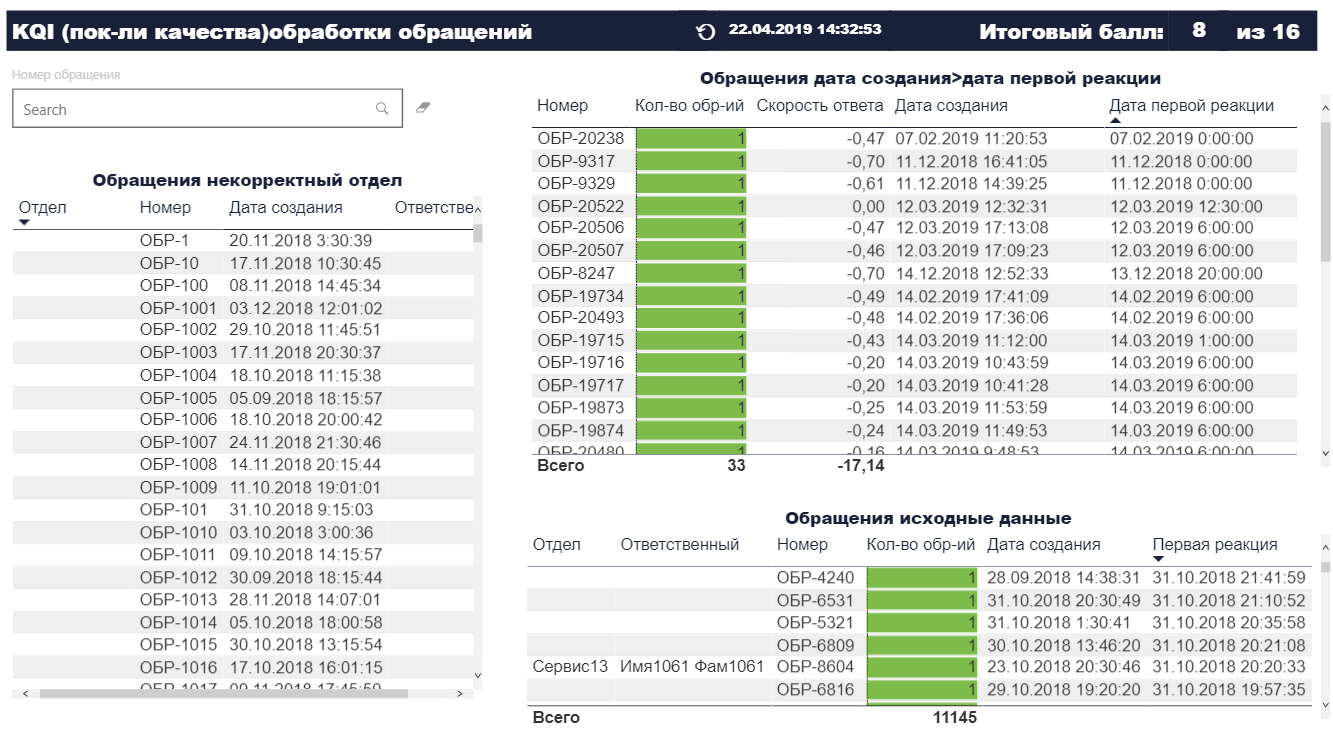 KQI (пок-ли качества)обработки обращений 22.04.2019 14:32:53 Итоговый балл: 8 из 16
Номер обращения
Search
Обращения некорректный отдел
Отдел Номер Дата создания Ответстве
ОБР-1 20.11.2018 3:30:39
ОБР-10 17.11.2018 10:30:45
ОБР-100 08.11.2018 14:45:34
ОБР-1001 03.12.2018 12:01:02
ОБР-1002 29.10.2018 11:45:51
ОБР-1003 17.11.2018 20:30:37
ОБР-1004 18.10.2018 11:15:38
ОБР-1005 05.09.2018 18:15:57
ОБР-1006 18.10.2018 20:00:42
ОБР-1007 24.11.2018 21:30:46
ОБР-1008 14.11.2018 20:15:44
ОБР-1009 11.10.2018 19:01:01
ОБР-101 31.10.2018 9:15:03
ОБР-1010 03.10.2018 3:00:36
ОБР-1011 09.10.2018 14:15:57
ОБР-1012 30.09.2018 18:15:44
ОБР-1013 28.11.2018 14:07:01
ОБР-1014 05.10.2018 18:00:58
ОБР-1015 30.10.2018 13:15:54
ОБР-1016 17.10.2018 16:01:15
ОБР-1017 09.11.2018 17:45:50
Обращения дата создания>дата первой реакции
Номер Кол-во обр-ий Скорость ответа Дата создания Дата первой реакции
ОБР-20238 1 -0,47 07.02.2019 11:20:53 07.02.2019 0:00:00
ОБР-9317 1 -0,70 11.12.2018 16:41:05 11.12.2018 0:00:00
ОБР-9329 1 -0,61 11.12.2018 14:39:25 11.12.2018 0:00:00
ОБР-20522 1 0,00 12.03.2019 12:32:31 12.03.2019 12:30:00
ОБР-20506 1 -0,47 12.03.2019 17:13:08 12.03.2019 6:00:00
ОБР-20507 1 -0,46 12.03.2019 17:09:23 12.03.2019 6:00:00
ОБР-8247 1 -0,70 14.12.2018 12:52:33 13.12.2018 20:00:00
ОБР-19734 1 -0,49 14.02.2019 17:41:09 14.02.2019 6:00:00
ОБР-20493 1 -0,48 14.02.2019 17:36:06 14.02.2019 6:00:00
ОБР-19715 1 -0,43 14.03.2019 11:12:00 14.03.2019 1:00:00
ОБР-19716 1 -0,20 14.03.2019 10:43:59 14.03.2019 6:00:00
ОБР-19717 1 -0,20 14.03.2019 10:41:28 14.03.2019 6:00:00
ОБР-19873 1 -0,25 14.03.2019 11:53:59 14.03.2019 6:00:00
ОБР-19874 1 -0,24 14.03.2019 11:49:53 14.03.2019 6:00:00
ОБР-20480 1 -0,16 14.03.2019 9:48:53 14.03.2019 6:00:00
Всего 33 -17,14
Обращения исходные данные
Отдел Ответственный Номер Кол-во обр-ий Дата создания Первая реакция
ОБР-4240 1 28.09.2018 14:38:31 31.10.2018 21:41:59
ОБР-6531 1 31.10.2018 20:30:49 31.10.2018 21:10:52
ОБР-5321 1 31.10.2018 1:30:41 31.10.2018 20:35:58
ОБР-6809 1 30.10.2018 13:46:20 31.10.2018 20:21:08
Сервис13 Имя1061 Фам1061 ОБР-8604 1 23.10.2018 20:30:46 31.10.2018 20:20:33
ОБР-6816 1 29.10.2018 19:20:20 31.10.2018 19:57:35
Всего 11145